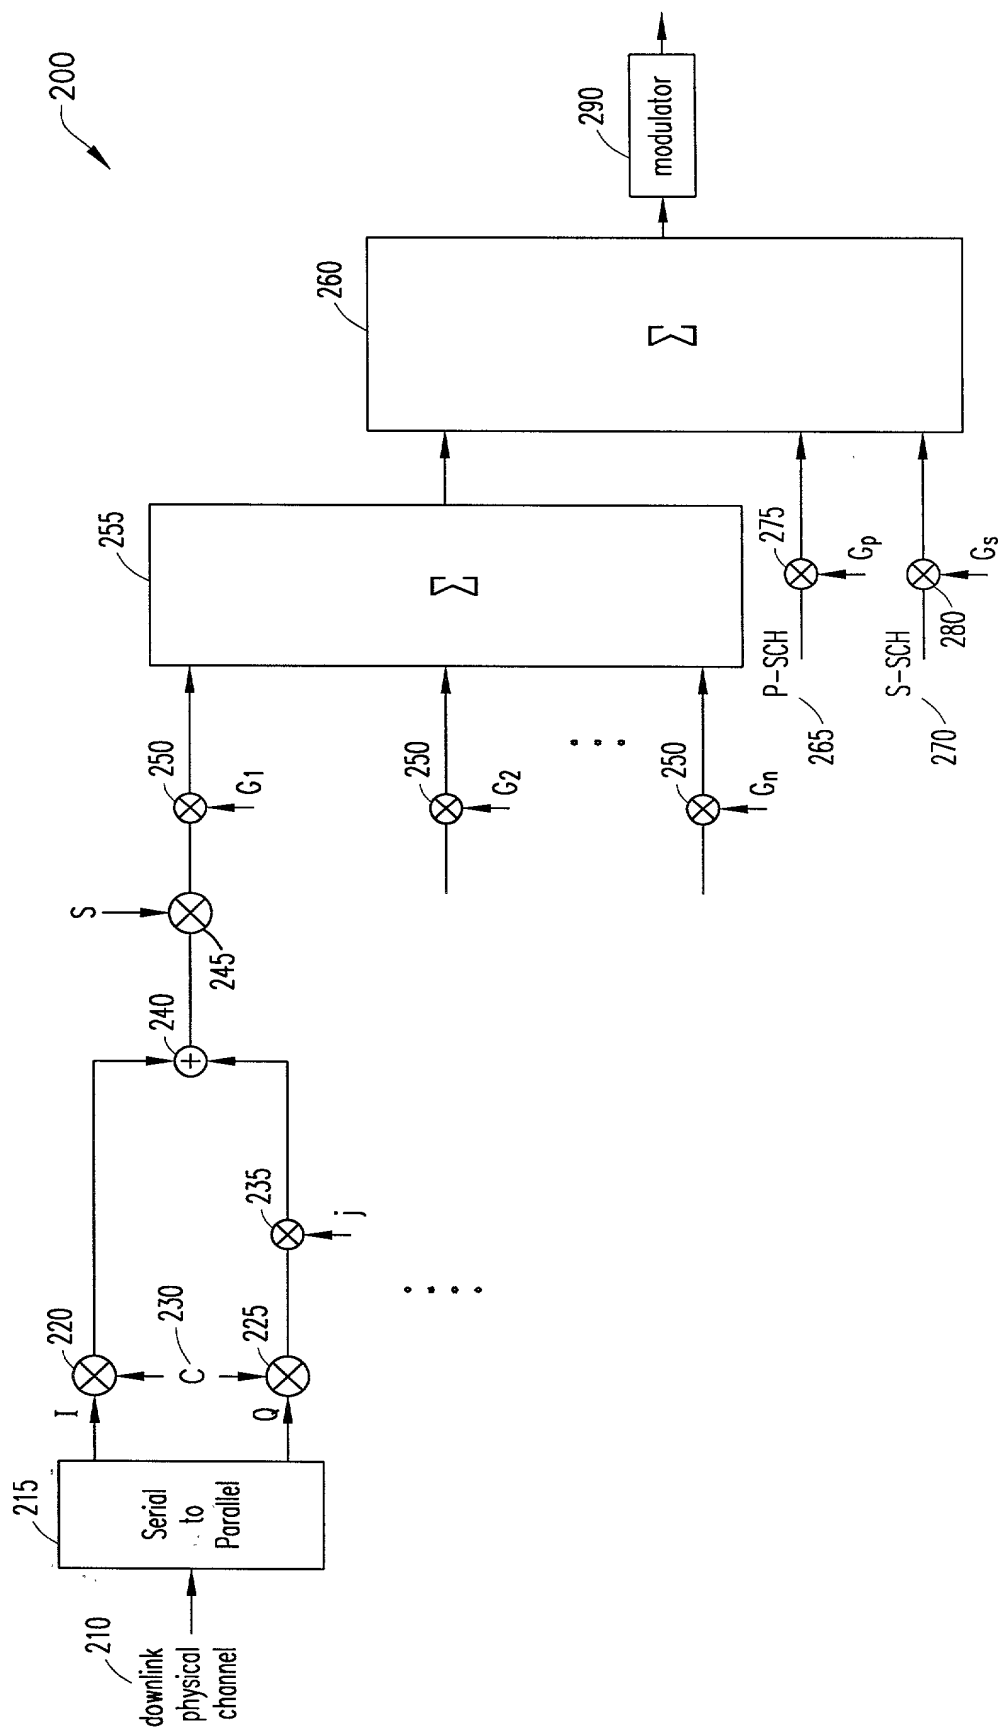 200
210
downlink
physical
channel
215
Serial
to
Parallel
I
220
C
230
Q
225
235
j
240
S
245
250
G1
250
G2
250
Gn
255
Σ
P-SCH
265
275
Gp
S-SCH
270
280
Gs
260
Σ
290
modulator